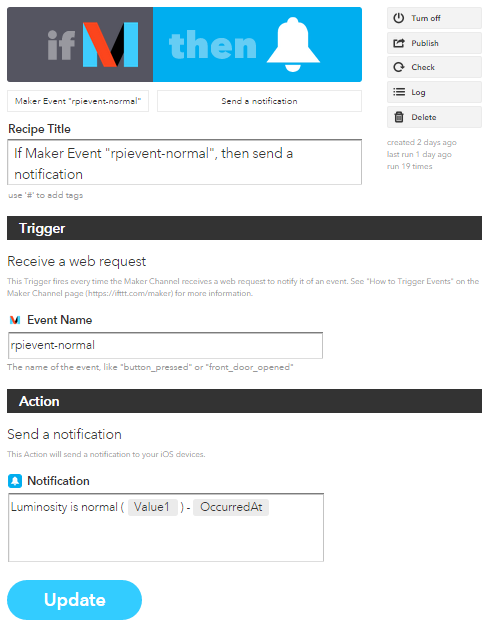 if M then
Turn off
Publish
Check
Log
Delete
Maker Event "rpievent-normal"
Send a notification
created 2 days ago
last run 1 day ago
run 19 times
Recipe Title
If Maker Event "rpievent-normal", then send a
notification
use '#' to add tags
Trigger
Receive a web request
This Trigger fires every time the Maker Channel receives a web request to notify it of an event. See "How to Trigger Events" on the
Maker Channel page (https://ifttt.com/maker) for more information.
Event Name
rpievent-normal
The name of the event, like "button_pressed" or "front_door_opened"
Action
Send a notification
This Action will send a notification to your iOS devices.
Notification
Luminosity is normal ( Value1 ) - OccurredAt
Update